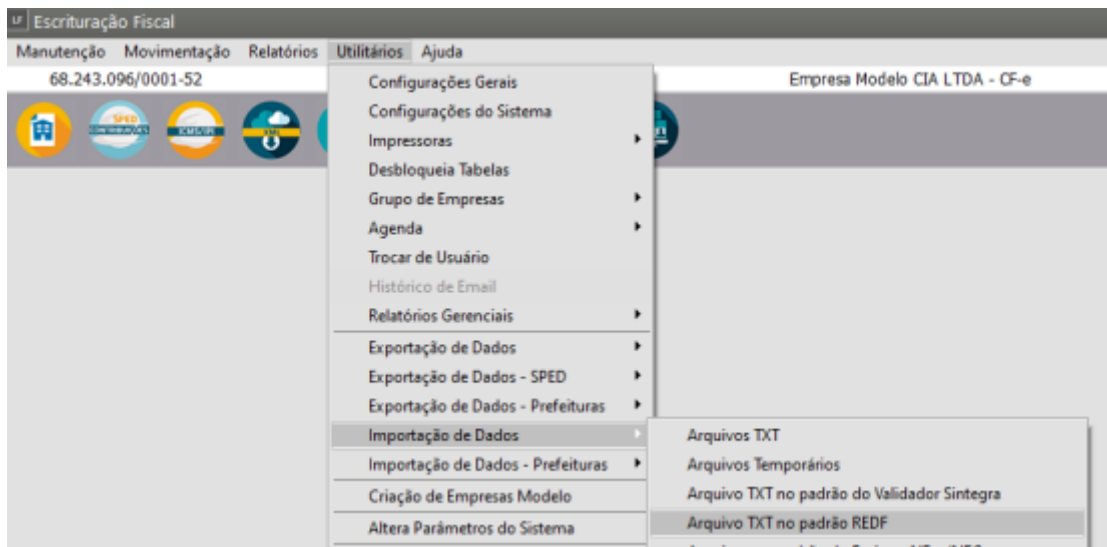 LF Escrituração Fiscal
Manutenção Movimentação Relatórios Utilitários Ajuda
68.243.096/0001-52 Empresa Modelo CIA LTDA - CF-e
SPED
CONTRIBUIÇÕES ICMS/IPI XML
Configurações Gerais
Configurações do Sistema
Impressoras
Desbloqueia Tabelas
Grupo de Empresas
Agenda
Trocar de Usuário
Histórico de Email
Relatórios Gerenciais
Exportação de Dados
Exportação de Dados - SPED
Exportação de Dados - Prefeituras
Importação de Dados
Importação de Dados - Prefeituras
Criação de Empresas Modelo
Altera Parâmetros do Sistema
Arquivos TXT
Arquivos Temporários
Arquivo TXT no padrão do Validador Sintegra
Arquivo TXT no padrão REDF